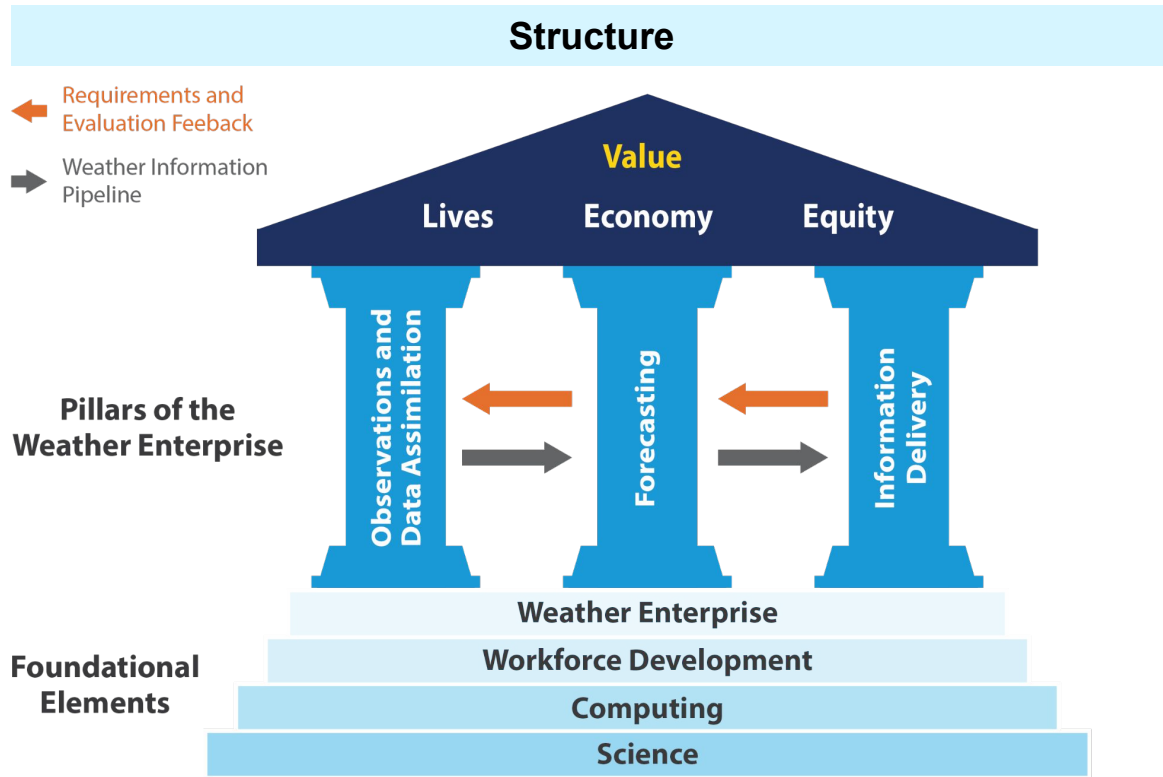 Structure
Requirements and
Evaluation Feeback
Weather Information
Pipeline
Value
Lives Economy Equity
Pillars of the
Weather Enterprise
Observations and
Data Assimilation
Forecasting
Information
Delivery
Foundational
Elements
Weather Enterprise
Workforce Development
Computing
Science